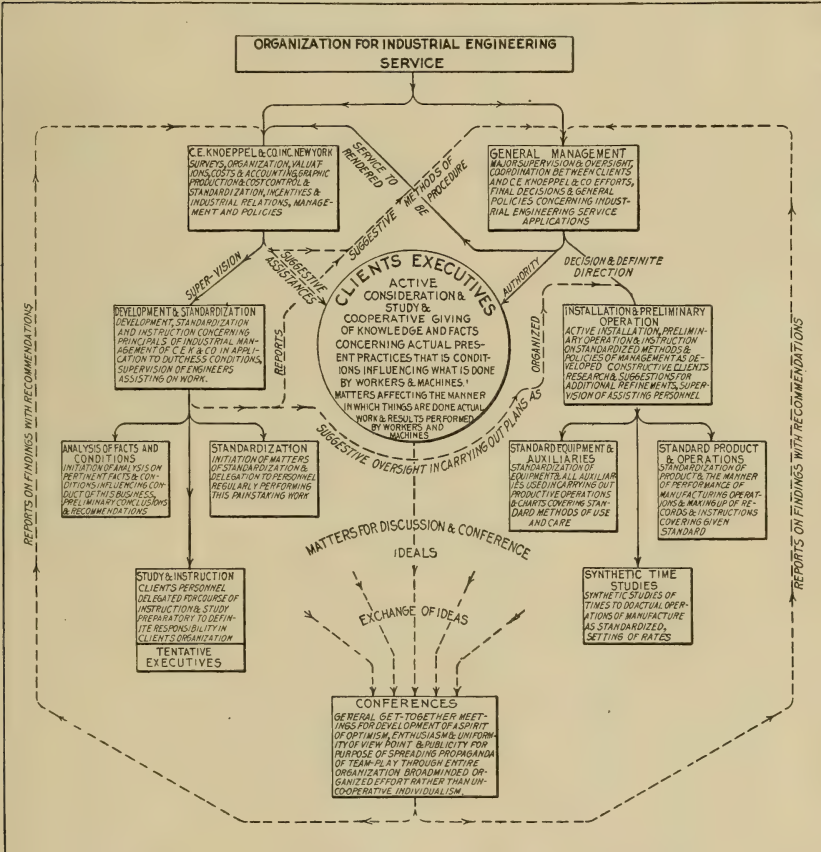 ORGANIZATION FOR INDUSTRIAL ENGINEERING
SERVICE
C.E. KNOEPPEL & CO. INC. NEW YORK
SURVEYS, ORGANIZATION, VALUAT-
IONS, COSTS & ACCOUNTING, GRAPHIC
PRODUCTION & COST CONTROL &
STANDARDIZATION, INCENTIVES &
INDUSTRIAL RELATIONS, MANAGE-
MENT AND POLICIES
SERVICE TO
BE
RENDERED
SUGGESTIVE METHODS OF
PROCEDURE
GENERAL MANAGEMENT
MAJOR SUPERVISION & OVERSIGHT,
COORDINATION BETWEEN CLIENTS
AND C.E KNOEPPEL & CO EFFORTS,
FINAL DECISIONS & GENERAL
POLICIES CONCERNING INDUST-
RIAL ENGINEERING SERVICE
APPLICATIONS
SUPER-VISION
SUGGESTIVE
ASSISTANCES
AUTHORITY
DECISION & DEFINITE
DIRECTION
CLIENTS EXECUTIVES
ACTIVE
CONSIDERATION &
STUDY &
COOPERATIVE GIVING
OF KNOWLEDGE AND FACTS
CONCERNING ACTUAL PRES-
ENT PRACTICES THAT IS CONDIT-
IONS INFLUENCING WHAT IS DONE
BY WORKERS & MACHINES.
MATTERS AFFECTING THE MANNER
IN WHICH THINGS ARE DONE ACTUAL
WORK & RESULTS PERFORMED
BY WORKERS AND
MACHINES
DEVELOPMENT & STANDARDIZATION
DEVELOPMENT, STANDARDIZATION
AND INSTRUCTION CONCERNING
PRINCIPALS OF INDUSTRIAL MAN-
AGEMENT OF C E K & CO IN APPLIC-
ATION TO DUTCHESS CONDITIONS,
SUPERVISION OF ENGINEERS
ASSISTING ON WORK.
REPORTS
INSTALLATION & PRELIMINARY
OPERATION
ACTIVE INSTALLATION, PRELIMIN-
ARY OPERATION & INSTRUCTION
ON STANDARDIZED METHODS &
POLICIES OF MANAGEMENT AS DE-
VELOPED CONSTRUCTIVE CLIENTS
RESEARCH & SUGGESTIONS FOR
ADDITIONAL REFINEMENTS, SUPER-
VISION OF ASSISTING PERSONNEL
SUGGESTIVE OVERSIGHT IN CARRYING OUT PLANS AS ORGANIZED
REPORTS ON FINDINGS WITH RECOMMENDATIONS
REPORTS ON FINDINGS WITH RECOMMENDATIONS
ANALYSIS OF FACTS AND
CONDITIONS
INITIATION OF ANALYSIS ON
PERTINENT FACTS & CON-
DITIONS INFLUENCING CON-
DUCT OF THIS BUSINESS,
PRELIMINARY CONCLUSIONS
& RECOMMENDATIONS
STANDARDIZATION
INITIATION OF MATTERS
OF STANDARDIZATION &
DELEGATION TO PERSONNEL
REGULARLY PERFORMING
THIS PAINSTAKING WORK
STANDARD EQUIPMENT &
AUXILIARIES
STANDARDIZATION OF
EQUIPMENT & ALL AUXILIAR-
IES USED IN CARRYING OUT
PRODUCTIVE OPERATIONS
& CHARTS COVERING STAN-
DARD METHODS OF USE
AND CARE
STANDARD PRODUCT
& OPERATIONS
STANDARDIZATION OF
PRODUCT & THE MANNER
OF PERFORMANCE OF
MANUFACTURING OPERAT-
IONS & MAKING UP OF RE-
CORDS & INSTRUCTIONS
COVERING GIVEN
STANDARD
MATTERS FOR DISCUSSION & CONFERENCE
IDEALS
STUDY & INSTRUCTION
CLIENTS PERSONNEL
DELEGATED FOR COURSE OF
INSTRUCTION & STUDY
PREPARATORY TO DEFIN-
ITE RESPONSIBILITY IN
CLIENTS ORGANIZATION
TENTATIVE
EXECUTIVES
SYNTHETIC TIME
STUDIES
SYNTHETIC STUDIES OF
TIMES TO DO ACTUAL OPER-
ATIONS OF MANUFACTURE
AS STANDARDIZED,
SETTING OF RATES
EXCHANGE OF IDEAS
CONFERENCES
GENERAL GET-TOGETHER MEET-
INGS FOR DEVELOPMENT OF A SPIRIT
OF OPTIMISM, ENTHUSIASM & UNIFORM-
ITY OF VIEW POINT & PUBLICITY FOR
PURPOSE OF SPREADING PROPAGANDA
OF TEAM-PLAY THROUGH ENTIRE
ORGANIZATION BROADMINDED OR-
GANIZED EFFORT RATHER THAN UN-
CO-OPERATIVE INDIVIDUALISM.